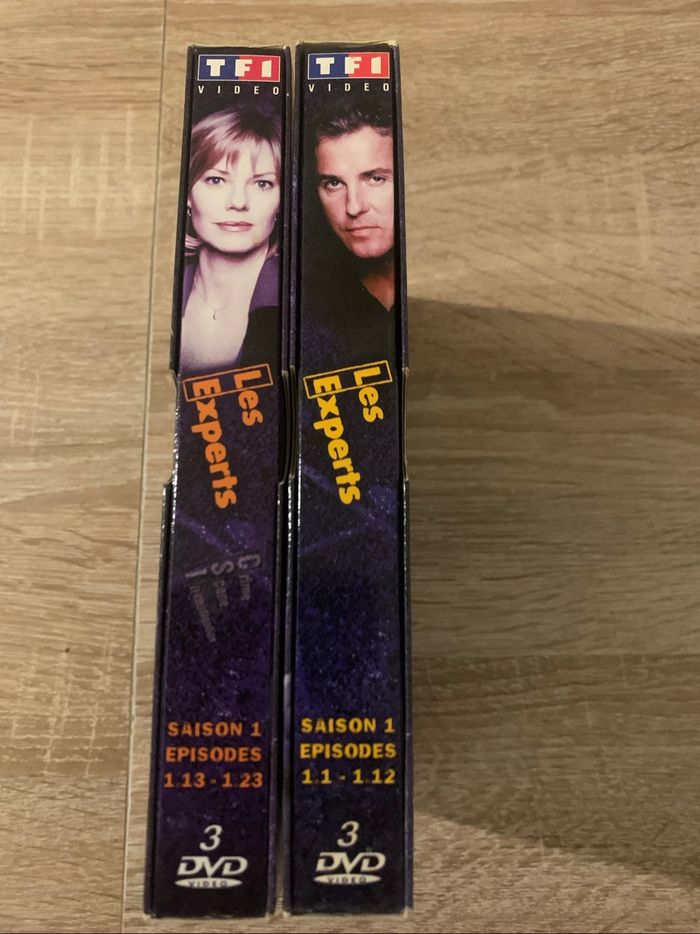 TF1
VIDEO
Les
Experts
Crime
Scene
Investigation
SAISON 1
EPISODES
1.13 - 1.23
3
DVD
VIDEO
TF1
VIDEO
Les
Experts
SAISON 1
EPISODES
1.1 - 1.12
3
DVD
VIDEO